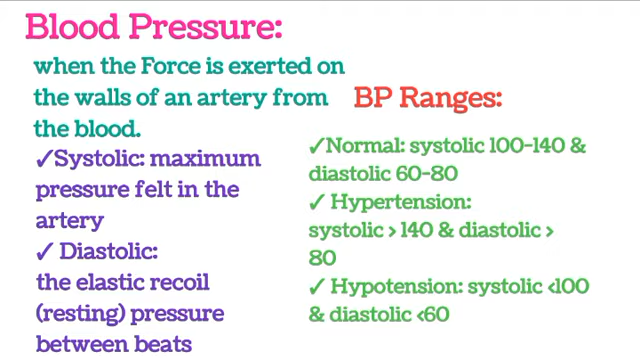 Blood Pressure:
when the Force is exerted on
the walls of an artery from
the blood.
✓Systolic: maximum
pressure felt in the
artery
✓ Diastolic:
the elastic recoil
(resting) pressure
between beats
BP Ranges:
✓Normal: systolic 100-140 &
diastolic 60-80
✓ Hypertension:
systolic > 140 & diastolic >
80
✓ Hypotension: systolic <100
& diastolic <60